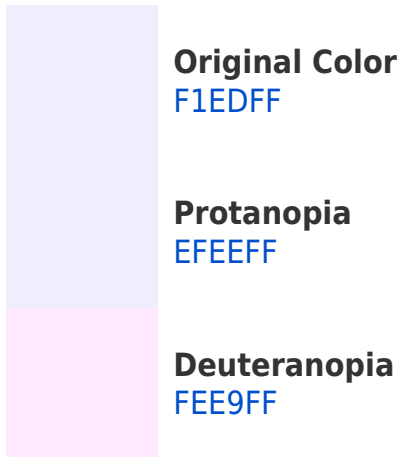 Original Color
F1EDFF
Protanopia
EFEEFF
Deuteranopia
FEE9FF